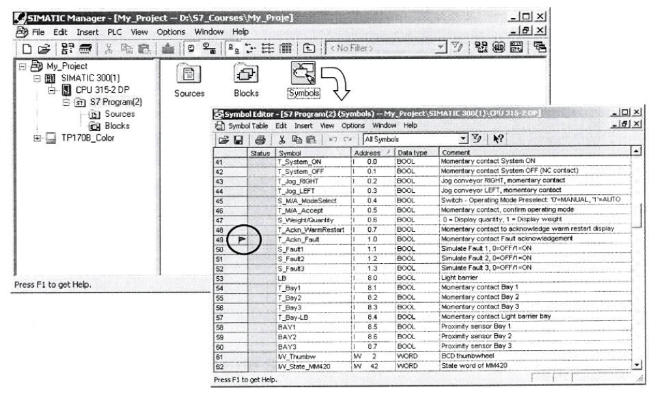 SIMATIC Manager - [My_Project -- D:\S7_Courses\My_Proje]
File Edit Insert PLC View Options Window Help
< No Filter >
My_Project
SIMATIC 300(1)
CPU 315-2 DP
S7 Program(2)
Sources
Blocks
TP170B_Color
Sources
Blocks
Symbols
Press F1 to get Help.
Symbol Editor - [S7 Program(2) (Symbols) -- My_Project\SIMATIC 300(1)\CPU 315-2 DP]
Symbol Table Edit Insert View Options Window Help
All Symbols
Status Symbol Address Data type Comment
41 T_System_ON I 0.0 BOOL Momentary contact System ON
42 T_System_OFF I 0.1 BOOL Momentary contact System OFF (NC contact)
43 T_Jog_RIGHT I 0.2 BOOL Jog conveyor RIGHT, momentary contact
44 T_Jog_LEFT I 0.3 BOOL Jog conveyor LEFT, momentary contact
45 S_M/A_ModeSelect I 0.4 BOOL Switch - Operating Mode Preselect: '0'=MANUAL, '1'=AUTO
46 T_M/A_Accept I 0.5 BOOL Momentary contact, confirm operating mode
47 S_Weight/Quantity I 0.6 BOOL 0 = Display quantity, 1 = Display weight
48 T_Ackn_WarmRestart I 0.7 BOOL Momentary contact to acknowledge warm restart display
49 T_Ackn_Fault I 1.0 BOOL Momentary contact Fault acknowledgement
50 S_Fault1 I 1.1 BOOL Simulate Fault 1, 0=OFF/1=ON
51 S_Fault2 I 1.2 BOOL Simulate Fault 2, 0=OFF/1=ON
52 S_Fault3 I 1.3 BOOL Simulate Fault 3, 0=OFF/1=ON
53 LB I 8.0 BOOL Light barrier
54 T_Bay1 I 8.1 BOOL Momentary contact Bay 1
55 T_Bay2 I 8.2 BOOL Momentary contact Bay 2
56 T_Bay3 I 8.3 BOOL Momentary contact Bay 3
57 T_Bay-LB I 8.4 BOOL Momentary contact Light barrier bay
58 BAY1 I 8.5 BOOL Proximity sensor Bay 1
59 BAY2 I 8.6 BOOL Proximity sensor Bay 2
60 BAY3 I 8.7 BOOL Proximity sensor Bay 3
61 IW_Thumbw IW 2 WORD BCD thumbwheel
62 IW_State_MM420 IW 42 WORD State word of MM420
Press F1 to get Help.